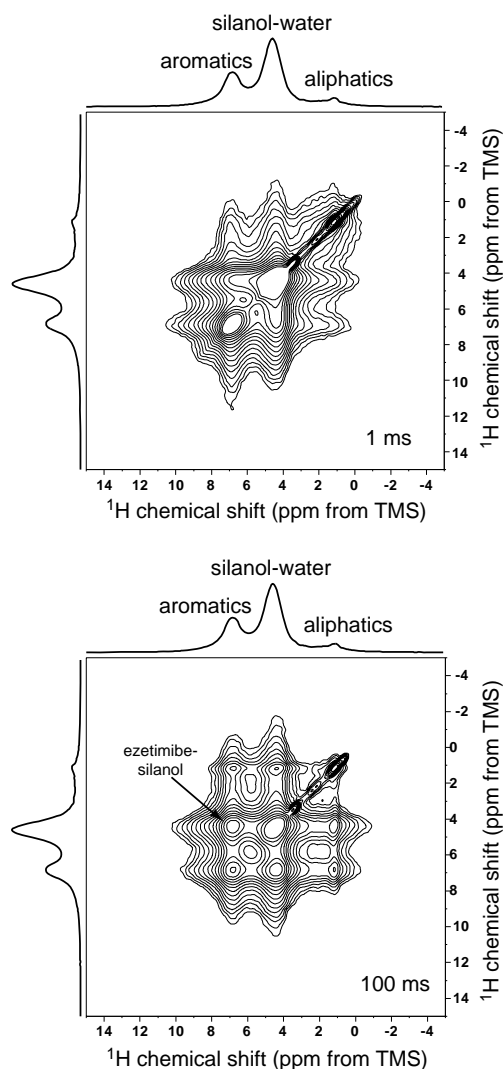 silanol-water
aromatics
aliphatics
-4
-2
0
2
4
6
8
10
12
14
¹H chemical shift (ppm from TMS)
1 ms
14 12 10 8 6 4 2 0 -2 -4
¹H chemical shift (ppm from TMS)
silanol-water
aromatics
aliphatics
-4
-2
0
2
4
6
8
10
12
14
¹H chemical shift (ppm from TMS)
ezetimibe-
silanol
100 ms
14 12 10 8 6 4 2 0 -2 -4
¹H chemical shift (ppm from TMS)